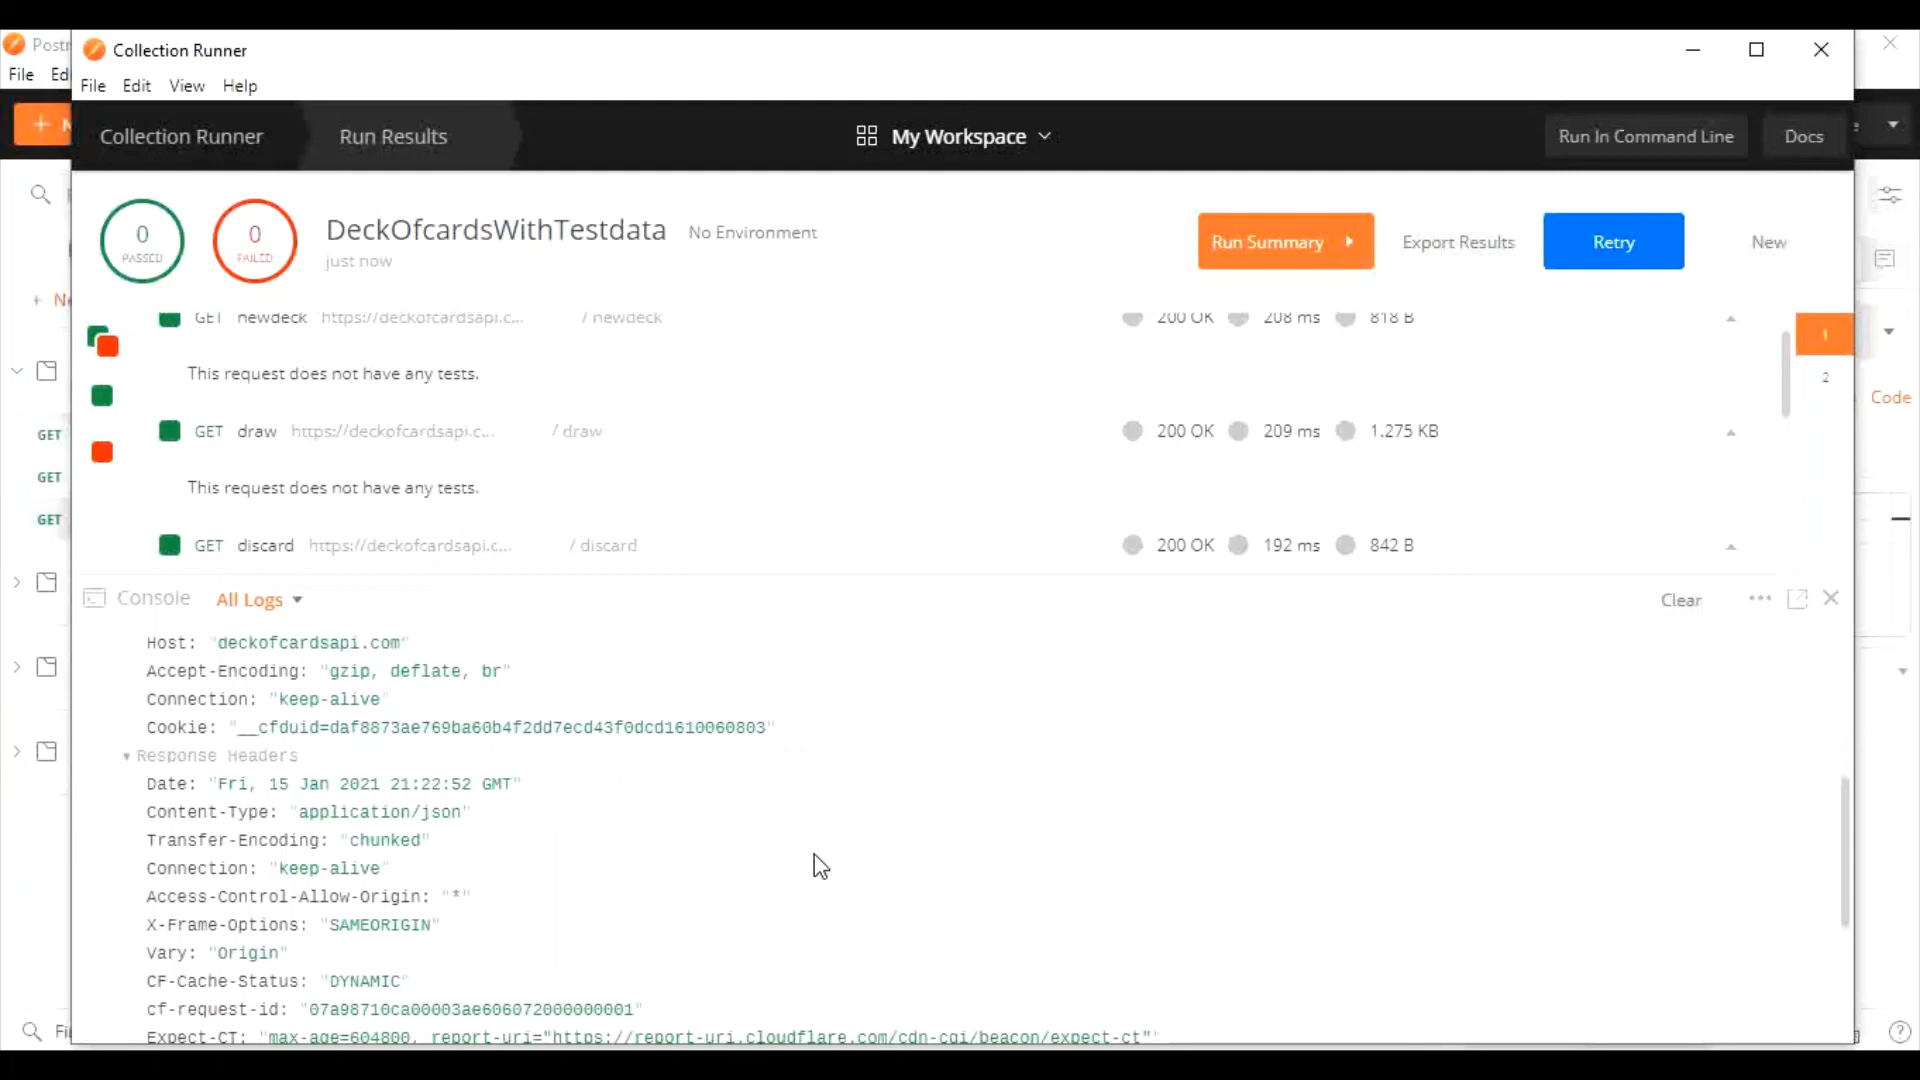 Collection Runner
File Edit View Help
File
Collection Runner Run Results My Workspace Run In Command Line Docs
0 PASSED
0 FAILED
DeckOfcardsWithTestdata No Environment
just now
Run Summary Export Results Retry New
GET newdeck https://deckofcardsapi.c... / newdeck 200 OK 208 ms 818 B
1
This request does not have any tests.
2
Code
GET draw https://deckofcardsapi.c... / draw 200 OK 209 ms 1.275 KB
GET
GET
This request does not have any tests.
GET
GET discard https://deckofcardsapi.c... / discard 200 OK 192 ms 842 B
Console All Logs Clear
Host: "deckofcardsapi.com"
Accept-Encoding: "gzip, deflate, br"
Connection: "keep-alive"
Cookie: "__cfduid=daf8873ae769ba60b4f2dd7ecd43f0dcd1610060803"
Response Headers
Date: "Fri, 15 Jan 2021 21:22:52 GMT"
Content-Type: "application/json"
Transfer-Encoding: "chunked"
Connection: "keep-alive"
Access-Control-Allow-Origin: "*"
X-Frame-Options: "SAMEORIGIN"
Vary: "Origin"
CF-Cache-Status: "DYNAMIC"
cf-request-id: "07a98710ca00003ae606072000000001"
Expect-CT: "max-age=604800, report-uri="https://report-uri.cloudflare.com/cdn-cgi/beacon/expect-ct""